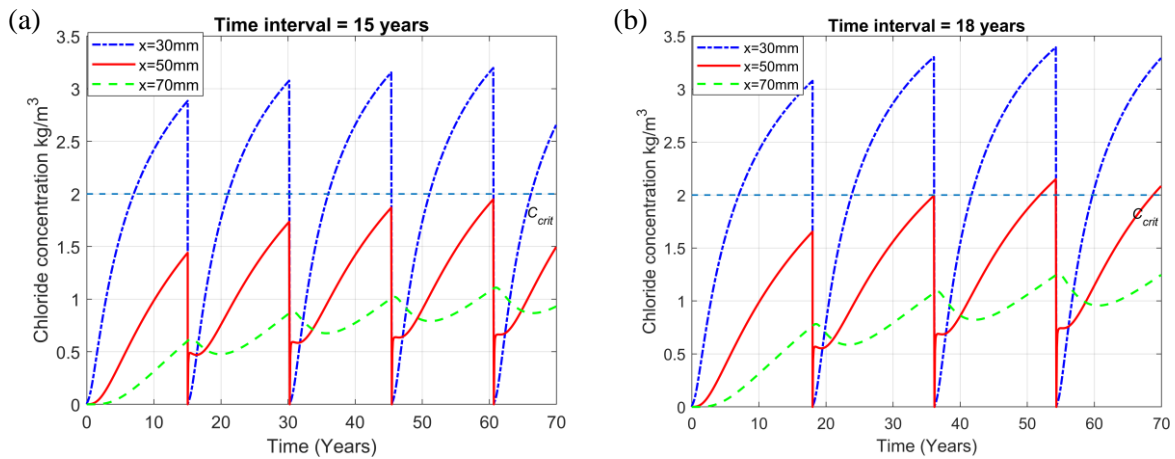 (a)
Time interval = 15 years
3.5
3
2.5
2
1.5
1
0.5
0
x=30mm
x=50mm
x=70mm
C_crit
0 10 20 30 40 50 60 70
Chloride concentration kg/m³
Time (Years)
(b)
Time interval = 18 years
3.5
3
2.5
2
1.5
1
0.5
0
x=30mm
x=50mm
x=70mm
C_crit
0 10 20 30 40 50 60 70
Chloride concentration kg/m³
Time (Years)